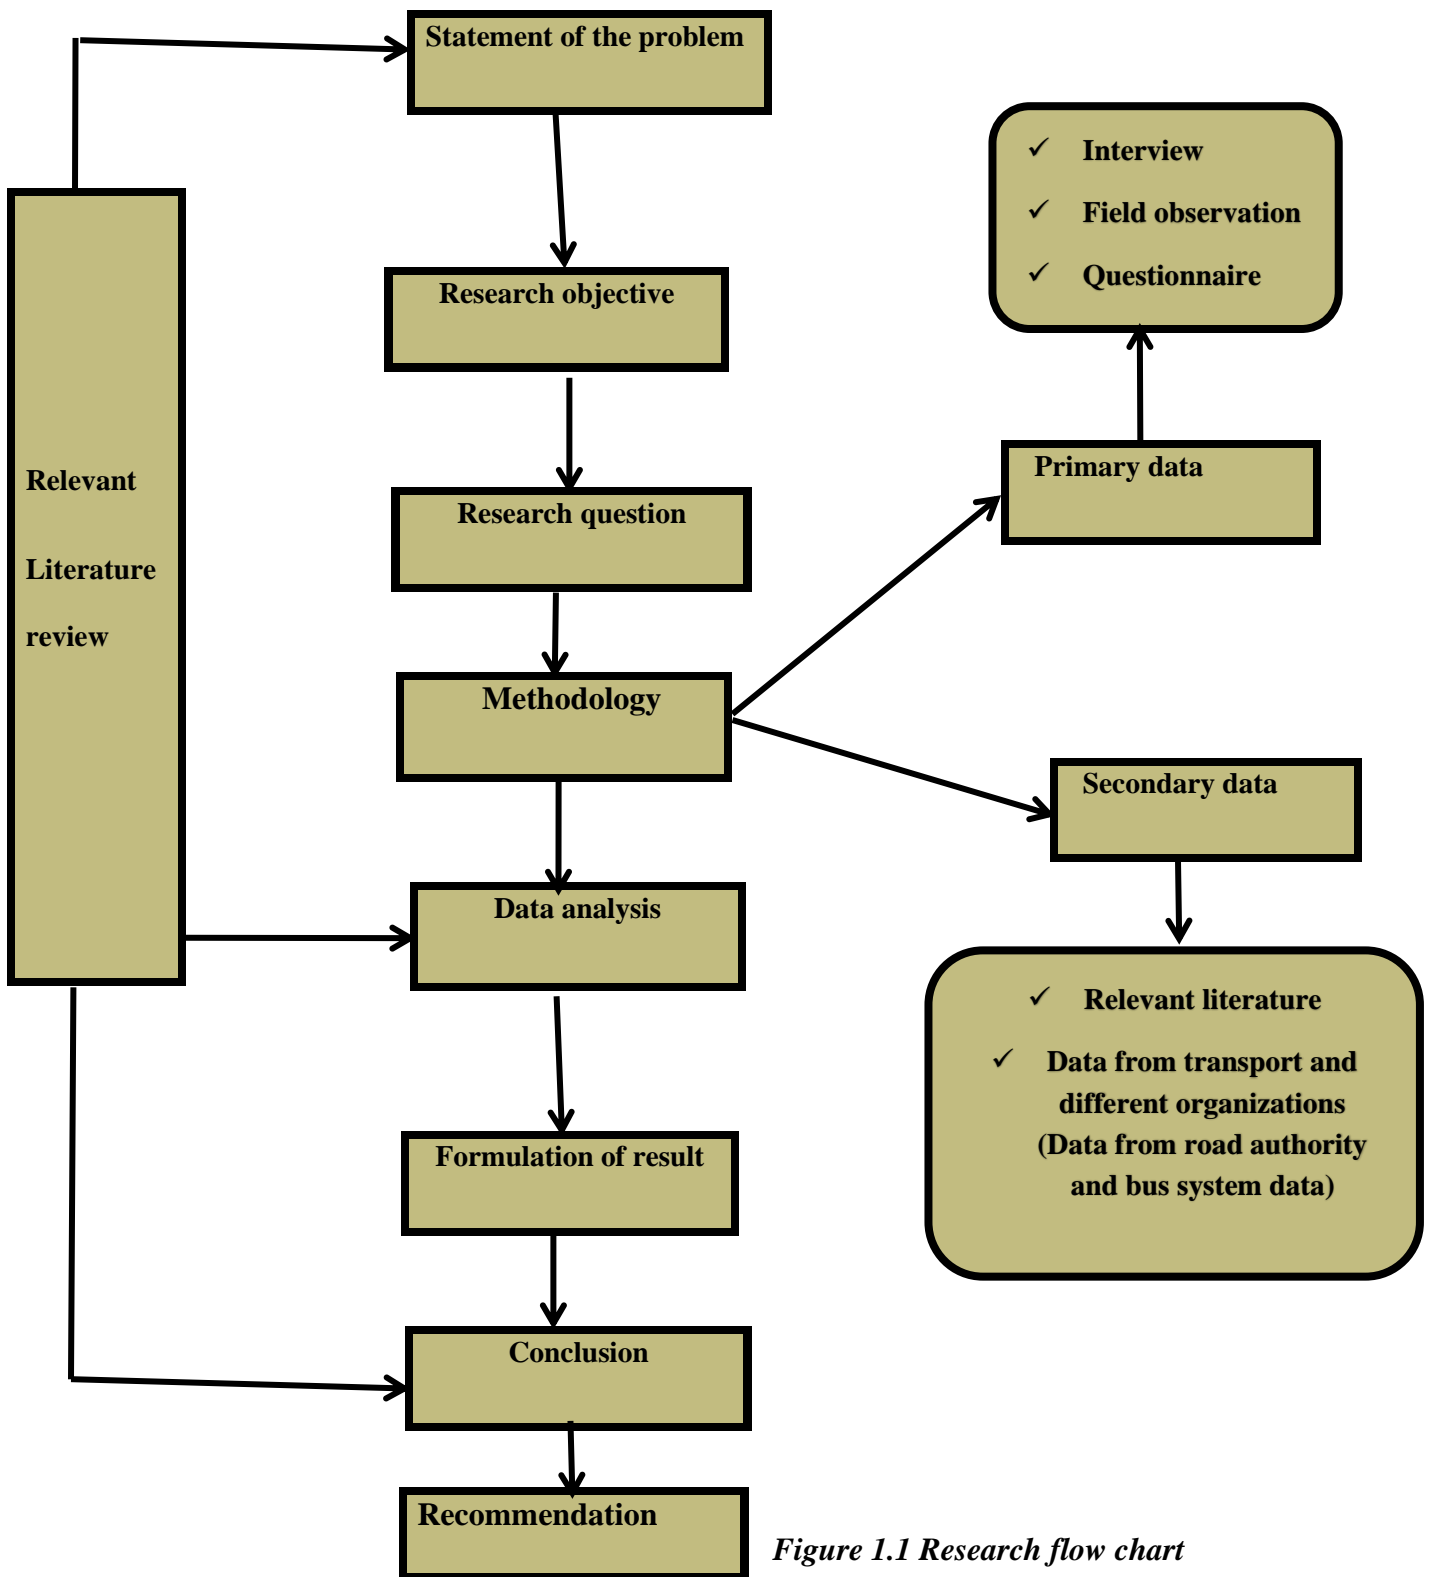 Statement of the problem
✓ Interview
✓ Field observation
✓ Questionnaire
Research objective
Primary data
Relevant
Literature
review
Research question
Methodology
Secondary data
Data analysis
✓ Relevant literature
✓ Data from transport and
different organizations
(Data from road authority
and bus system data)
Formulation of result
Conclusion
Recommendation
Figure 1.1 Research flow chart